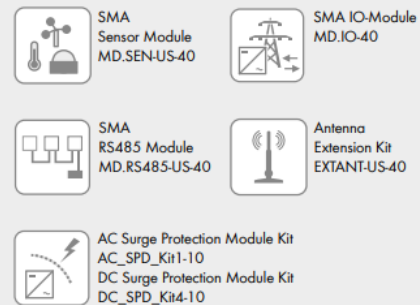 SMA
Sensor Module
MD.SEN-US-40
SMA IO-Module
MD.IO-40
SMA
RS485 Module
MD.RS485-US-40
Antenna
Extension Kit
EXTANT-US-40
AC Surge Protection Module Kit
AC_SPD_Kit1-10
DC Surge Protection Module Kit
DC_SPD_Kit4-10